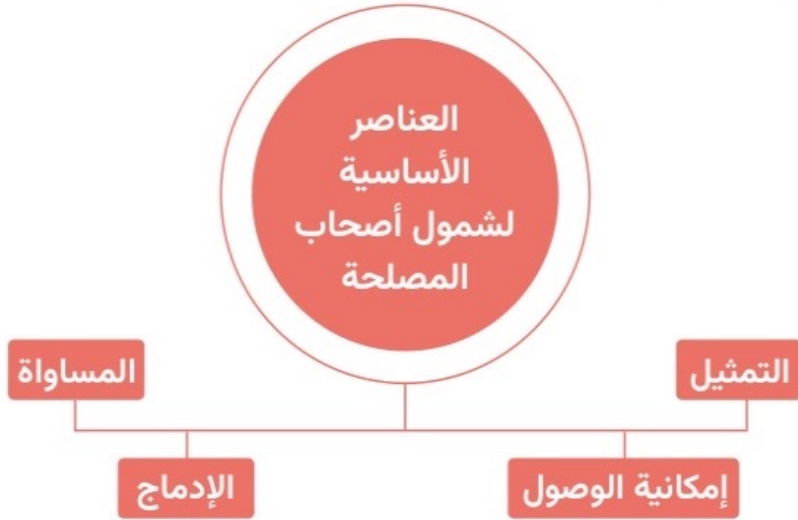 العناصر
الأساسية
لشمول أصحاب
المصلحة
التمثيل
المساواة
إمكانية الوصول
الإدماج